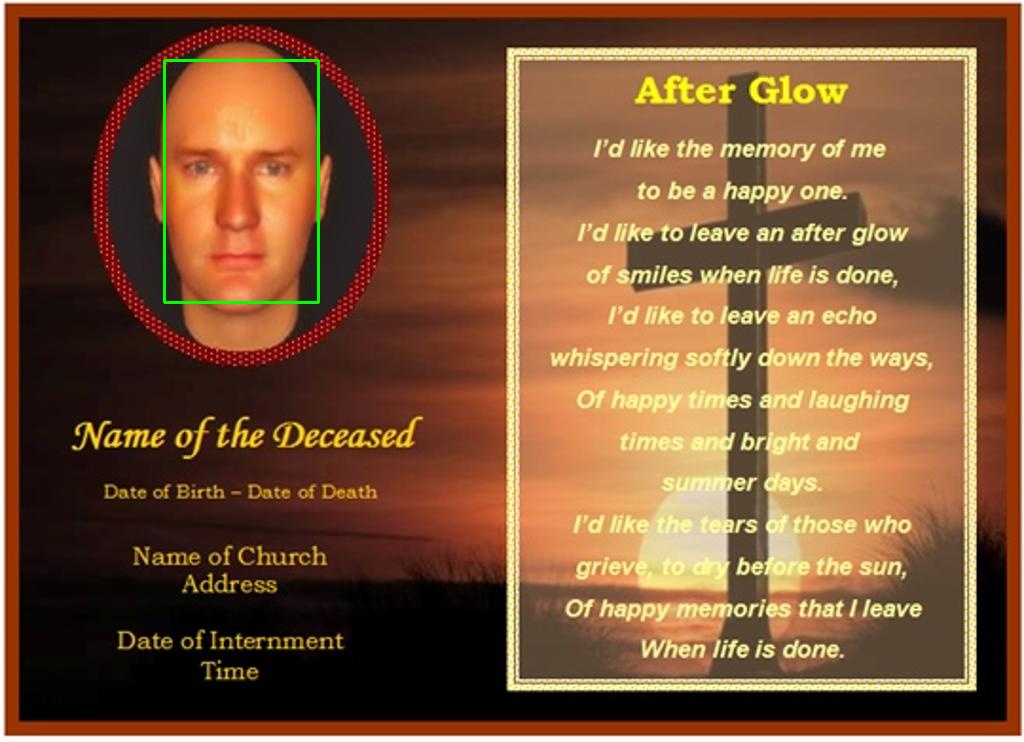 Name of the Deceased
Date of Birth – Date of Death
Name of Church
Address
Date of Internment
Time
After Glow
I'd like the memory of me
to be a happy one.
I'd like to leave an after glow
of smiles when life is done,
I'd like to leave an echo
whispering softly down the ways,
Of happy times and laughing
times and bright and
summer days.
I'd like the tears of those who
grieve, to dry before the sun,
Of happy memories that I leave
When life is done.